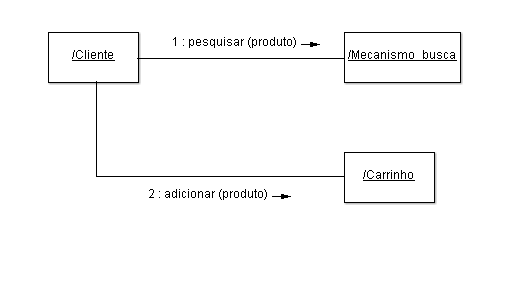 1 : pesquisar (produto)
/Cliente
/Mecanismo_busca
/Carrinho
2 : adicionar (produto)